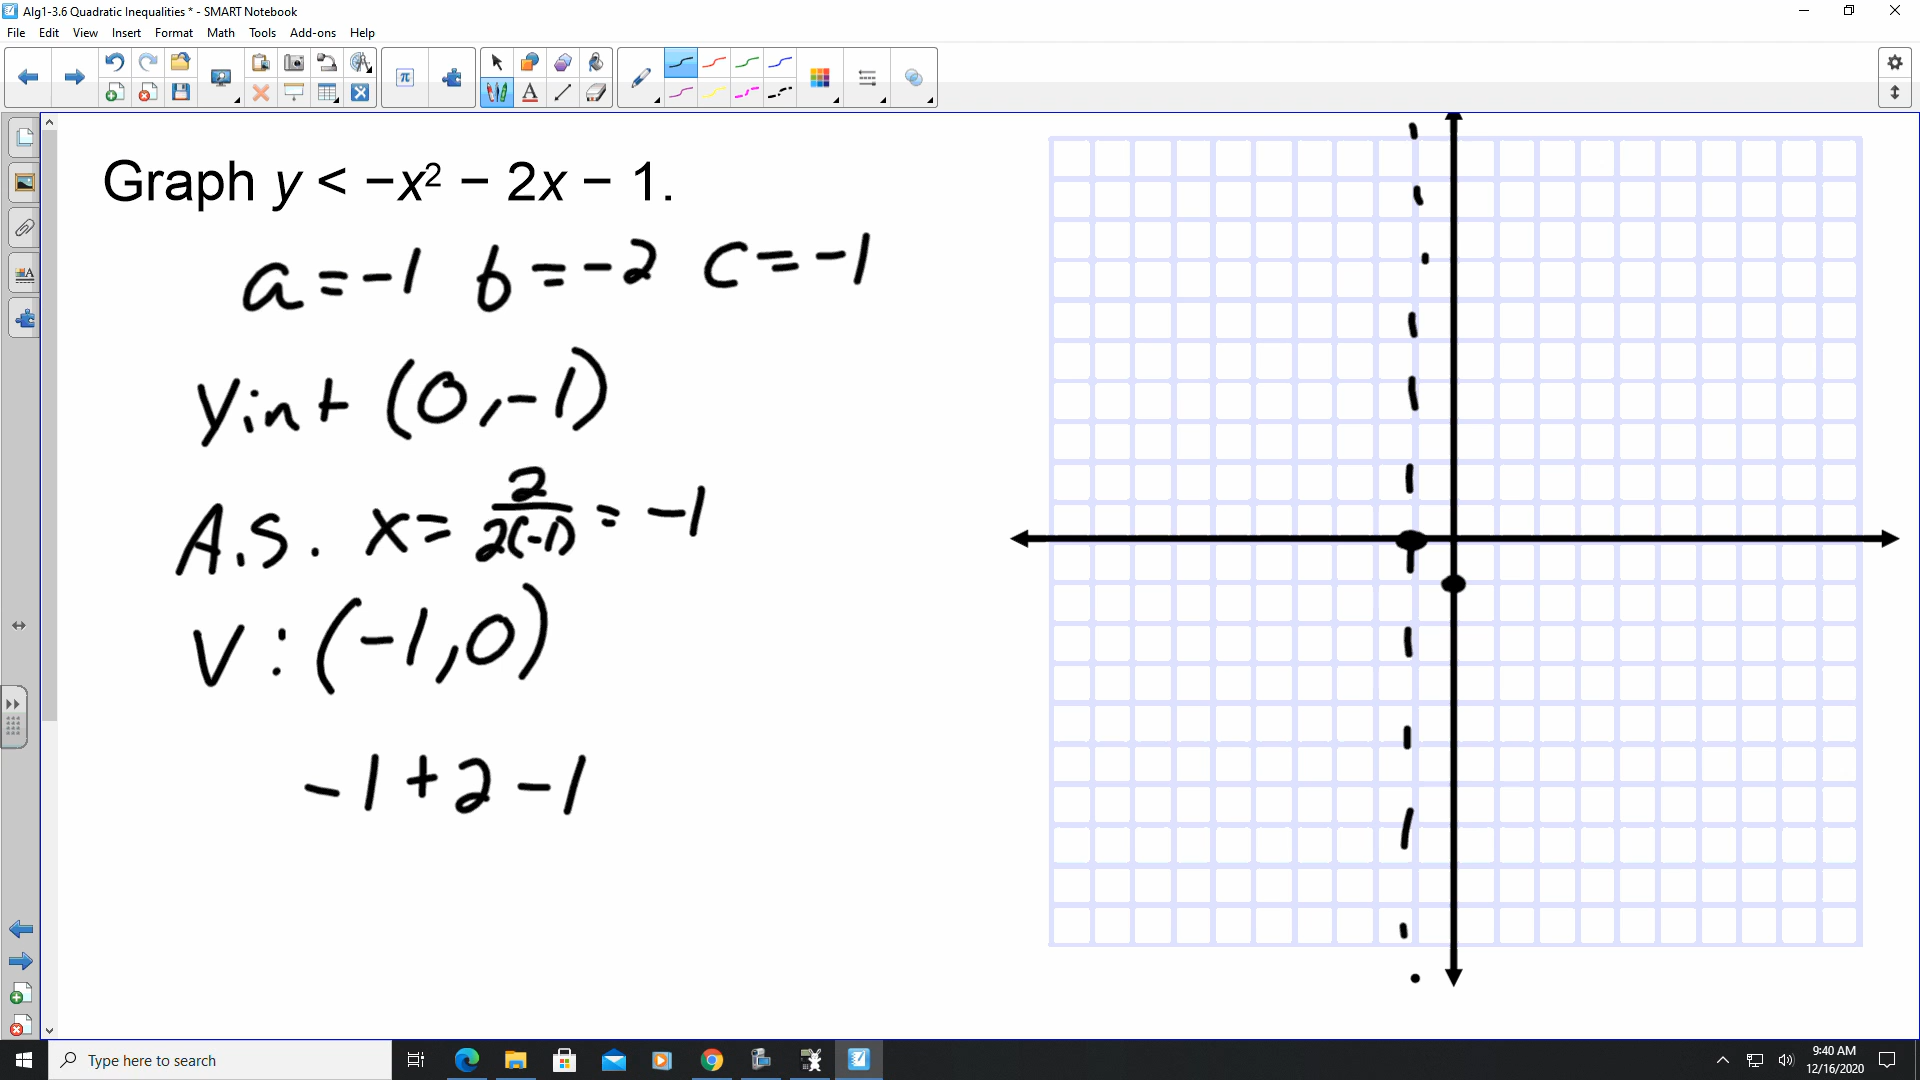 Alg1-3.6 Quadratic Inequalities * - SMART Notebook
File Edit View Insert Format Math Tools Add-ons Help
Graph y < −x² − 2x − 1.
a = -1 b = -2 c = -1
yint (0, -1)
A.S. x = 2/2(-1) = -1
V : (-1, 0)
-1 + 2 - 1
Type here to search
9:40 AM
12/16/2020